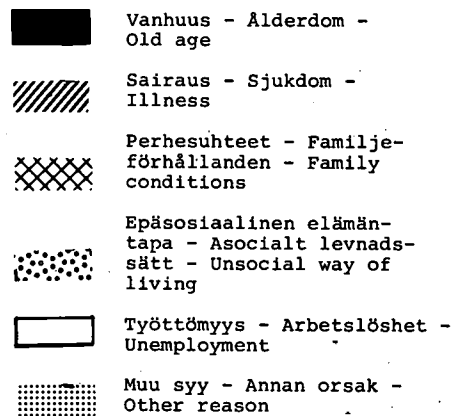 Vanhuus - Ålderdom -
Old age
Sairaus - Sjukdom -
Illness
Perhesuhteet - Familje-
förhållanden - Family
conditions
Epäsosiaalinen elämän-
tapa - Asocialt levnads-
sätt - Unsocial way of
living
Työttömyys - Arbetslöshet -
Unemployment
Muu syy - Annan orsak -
Other reason